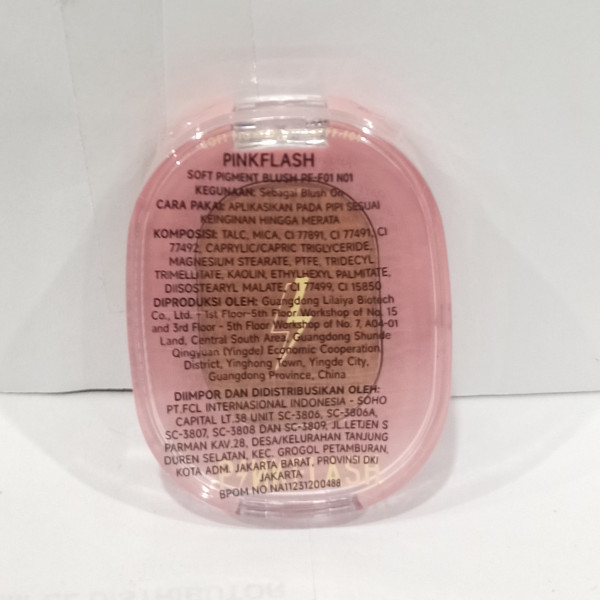 PINKFLASH
SOFT PIGMENT BLUSH PF-F01 N01
KEGUNAAN: Sebagai Blush On
CARA PAKAI: APLIKASIKAN PADA PIPI SESUAI
KEINGINAN HINGGA MERATA
KOMPOSISI: TALC, MICA, CI 77891, CI 77491, CI
77492, CAPRYLIC/CAPRIC TRIGLYCERIDE,
MAGNESIUM STEARATE, PTFE, TRIDECYL
TRIMELLITATE, KAOLIN, ETHYLHEXYL PALMITATE,
DIISOSTEARYL MALATE, CI 77499, CI 15850
DIPRODUKSI OLEH: Guangdong Lilaiya Biotech
Co., Ltd. - 1st Floor-5th Floor Workshop of No. 15
and 3rd Floor - 5th Floor Workshop of No. 7, A04-01
Land, Central South Area, Guangdong Shunde
Qingyuan (Yingde) Economic Cooperation
District, Yinghong Town, Yingde City,
Guangdong Province, China
DIIMPOR DAN DIDISTRIBUSIKAN OLEH:
PT.FCL INTERNASIONAL INDONESIA - SOHO
CAPITAL LT.38 UNIT SC-3806, SC-3806A,
SC-3807, SC-3808 DAN SC-3809, JL.LETJEN S
PARMAN KAV.28, DESA/KELURAHAN TANJUNG
DUREN SELATAN, KEC. GROGOL PETAMBURAN,
KOTA ADM. JAKARTA BARAT, PROVINSI DKI
JAKARTA
BPOM NO NA11231200488